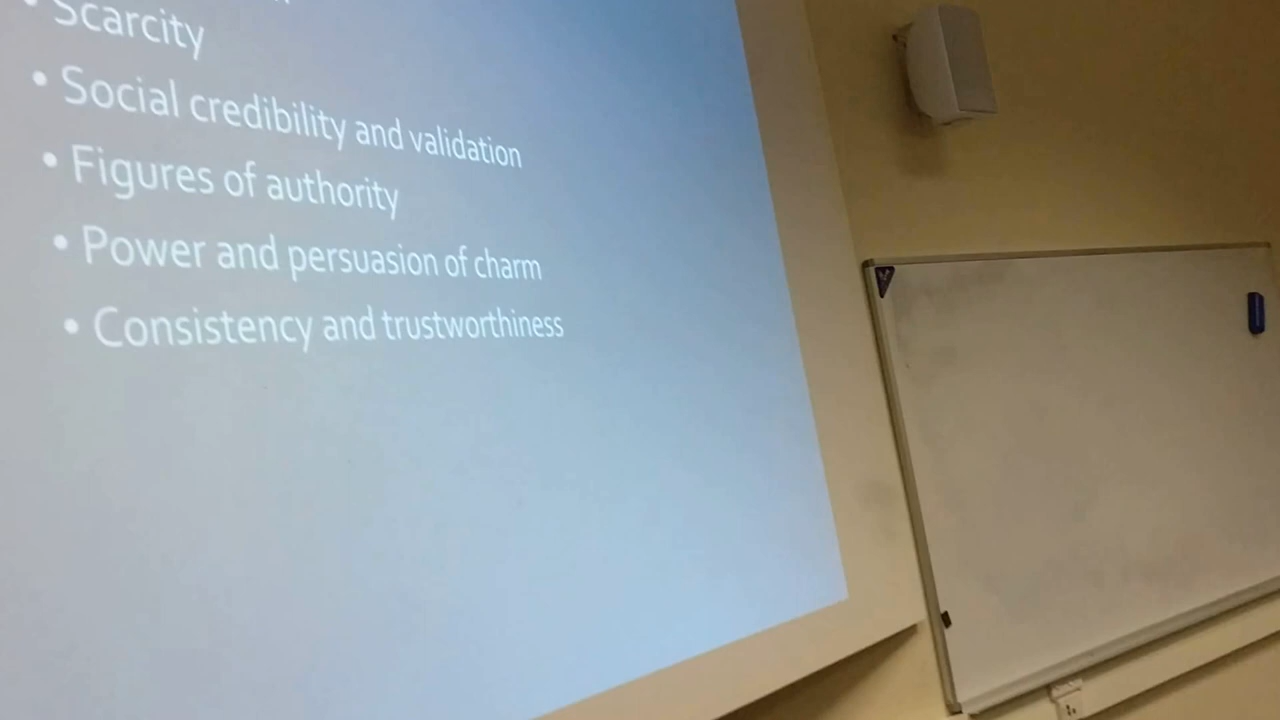 • Scarcity
• Social credibility and validation
• Figures of authority
• Power and persuasion of charm
• Consistency and trustworthiness